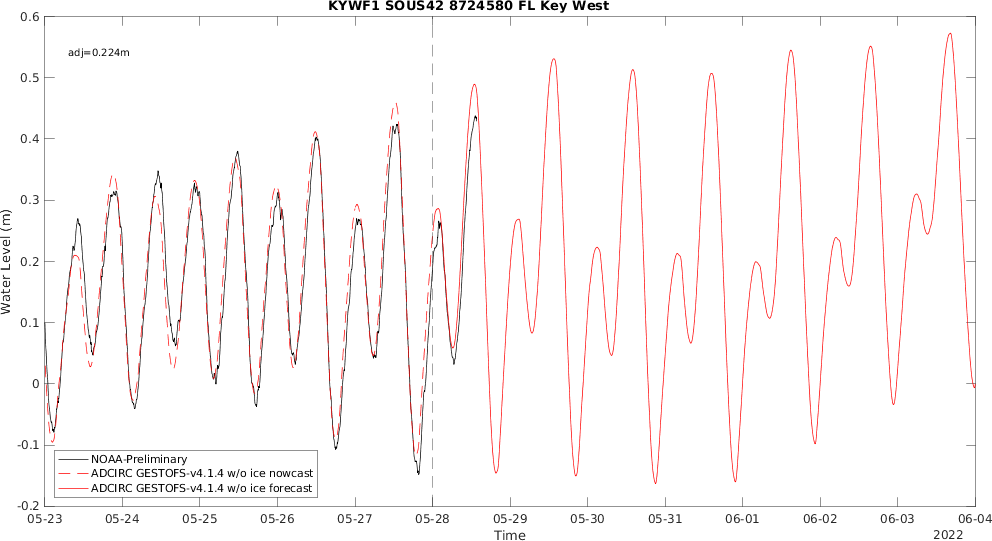 KYWF1 SOUS42 8724580 FL Key West
0.6
adj=0.224m
0.5
0.4
0.3
0.2
0.1
0
-0.1
-0.2
Water Level (m)
NOAA-Preliminary
ADCIRC GESTOFS-v4.1.4 w/o ice nowcast
ADCIRC GESTOFS-v4.1.4 w/o ice forecast
05-23 05-24 05-25 05-26 05-27 05-28 05-29 05-30 05-31 06-01 06-02 06-03 06-04
Time
2022